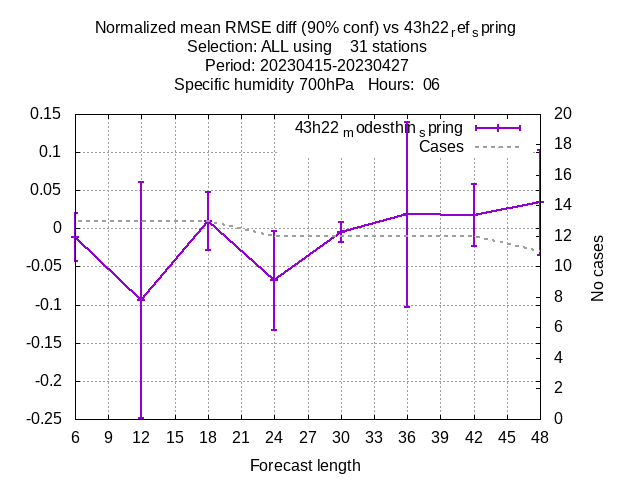 Normalized mean RMSE diff (90% conf) vs 43h22refspring
Selection: ALL using    31 stations
Period: 20230415-20230427
Specific humidity 700hPa   Hours:  06
43h22modesthinspring
Cases
0.15
0.1
0.05
0
-0.05
-0.1
-0.15
-0.2
-0.25
20
18
16
14
12
10
8
6
4
2
0
No cases
6 9 12 15 18 21 24 27 30 33 36 39 42 45 48
Forecast length